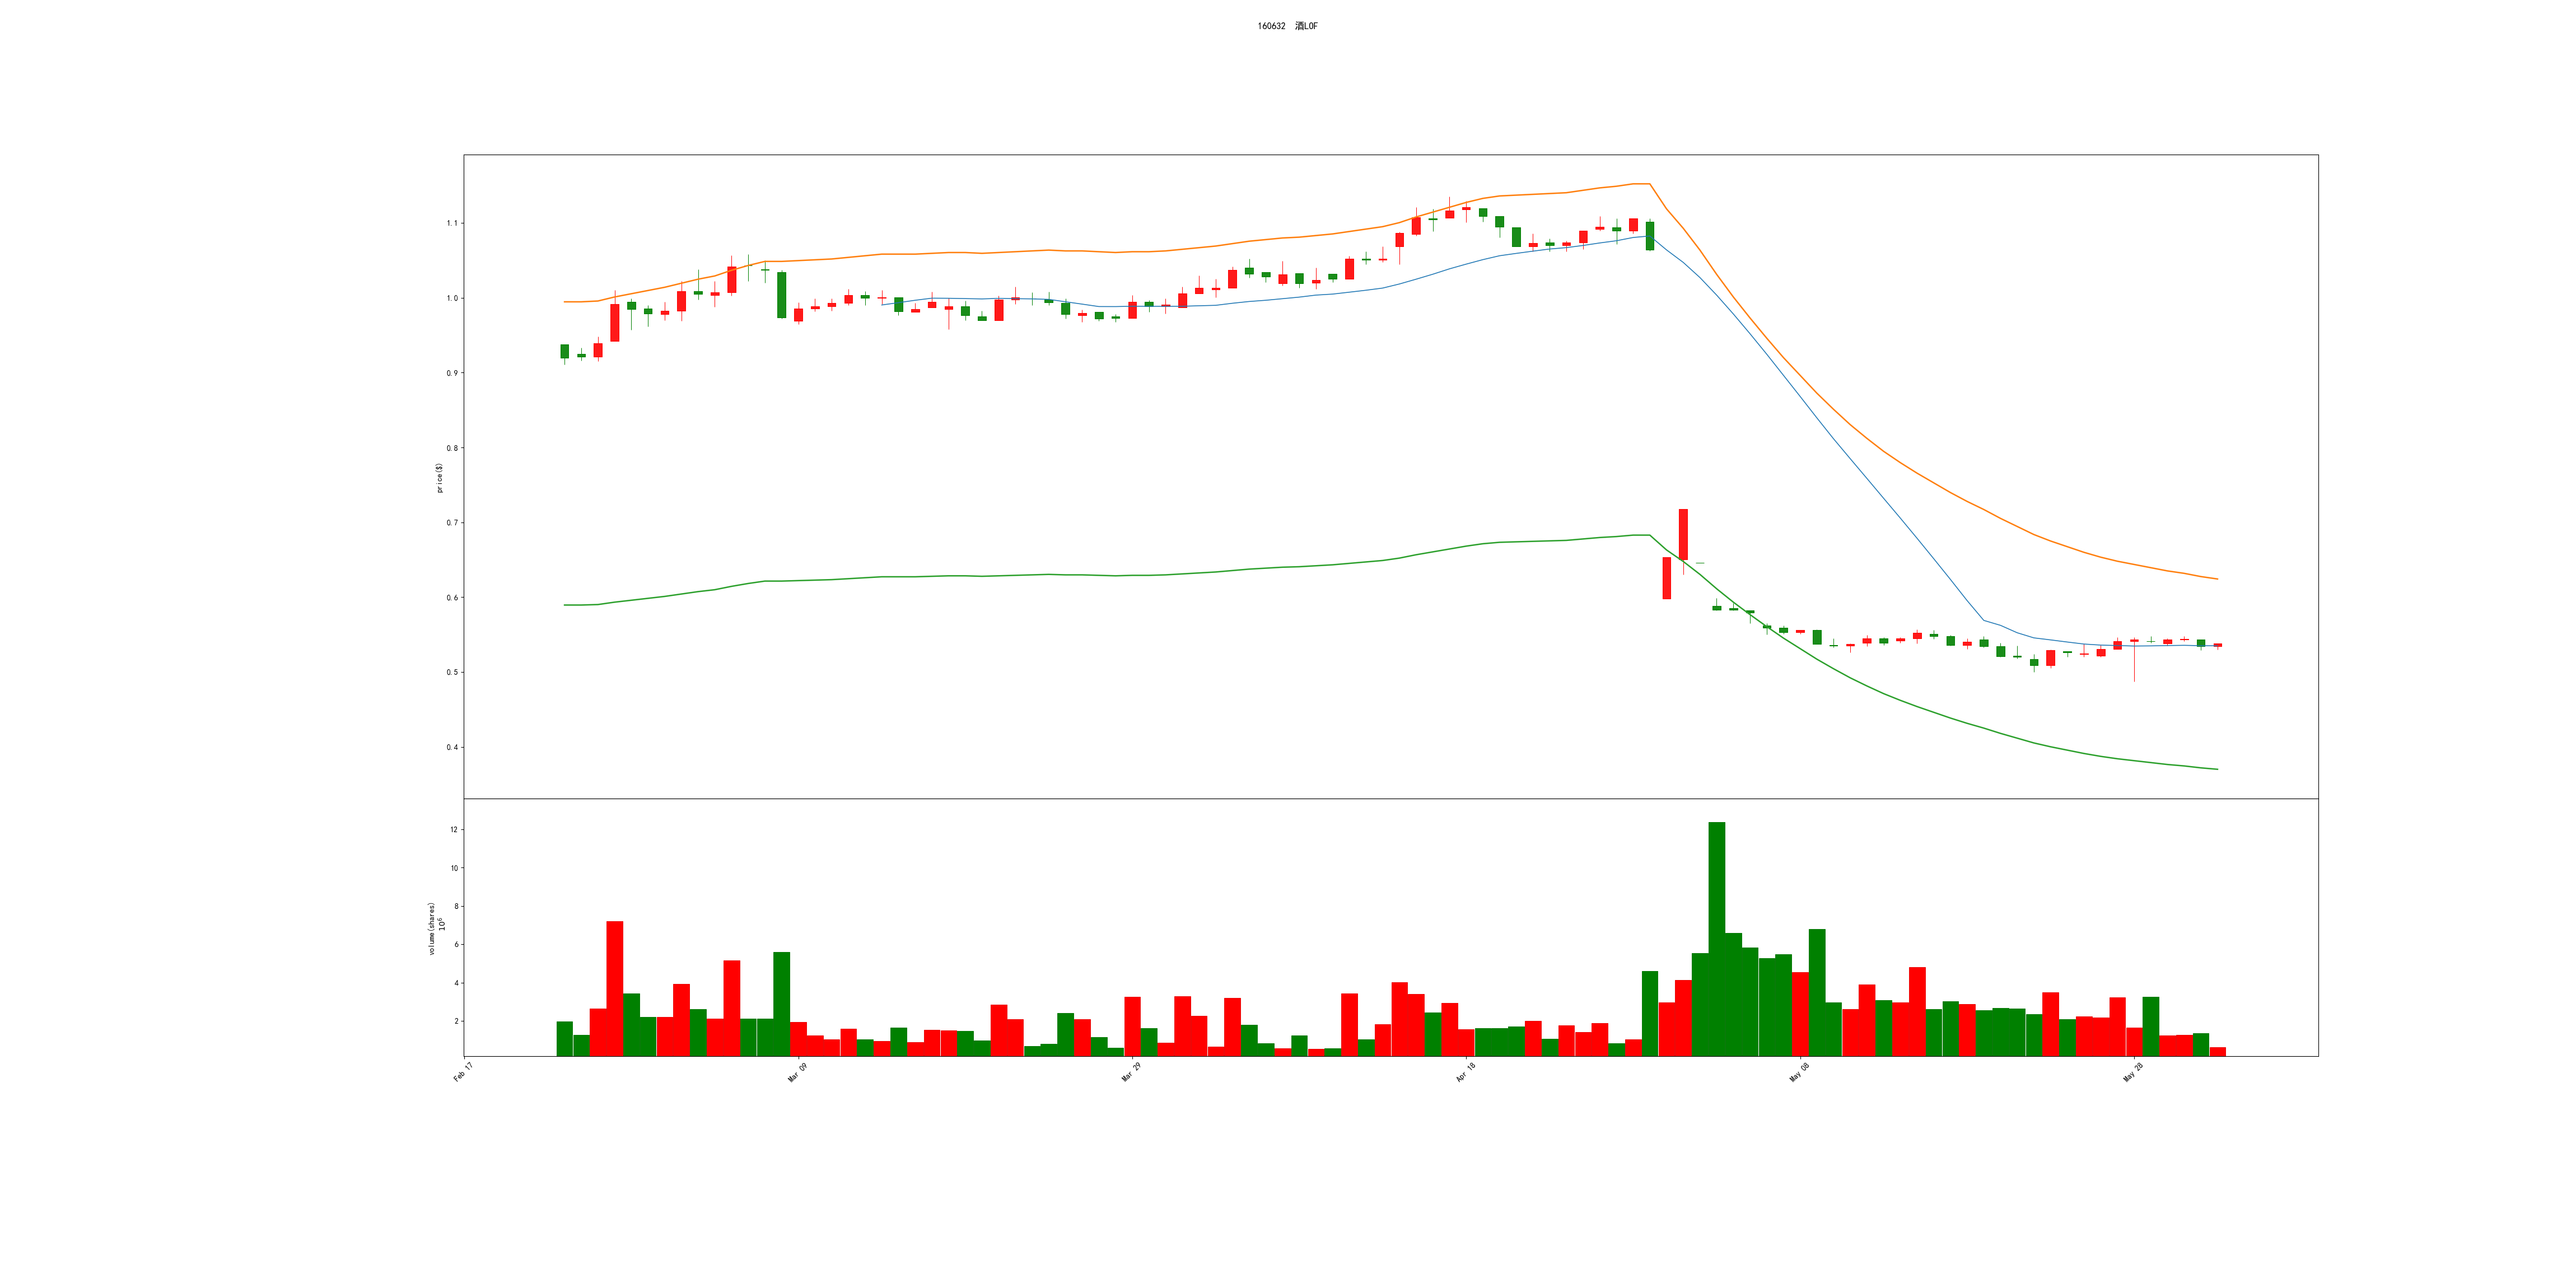 160632 酒LOF
price($)
1.1
1.0
0.9
0.8
0.7
0.6
0.5
0.4
volume(shares)
10^6
12
10
8
6
4
2
Feb 17
Mar 09
Mar 29
Apr 18
May 08
May 28